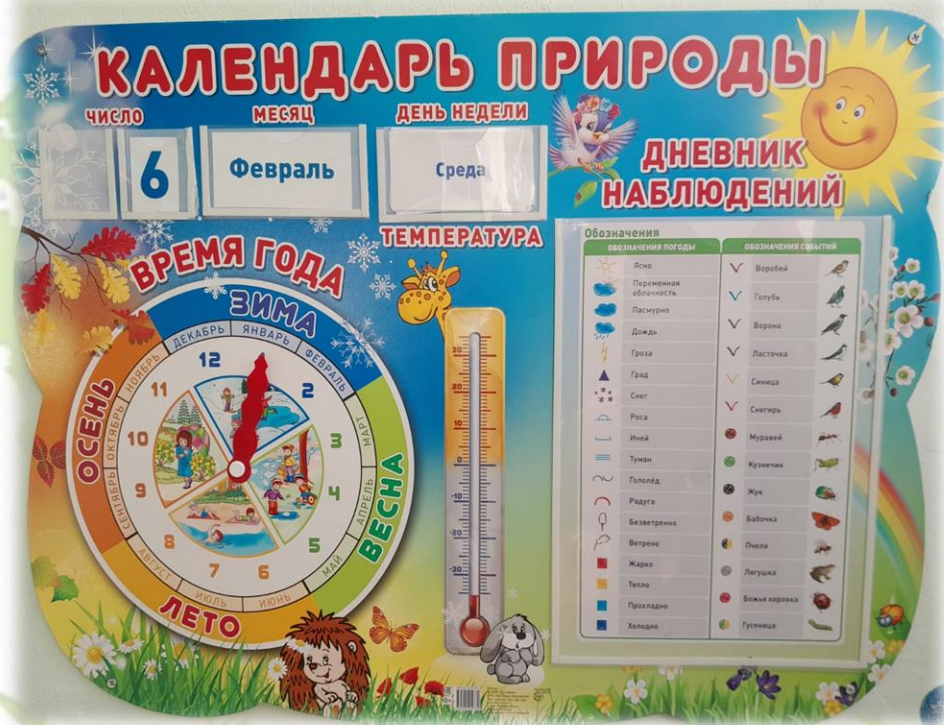 КАЛЕНДАРЬ ПРИРОДЫ
ЧИСЛО
МЕСЯЦ
ДЕНЬ НЕДЕЛИ
6
Февраль
Среда
ДНЕВНИК
НАБЛЮДЕНИЙ
ВРЕМЯ ГОДА
ТЕМПЕРАТУРА
ЗИМА
ДЕКАБРЬ
ЯНВАРЬ
ФЕВРАЛЬ
ВЕСНА
МАРТ
АПРЕЛЬ
МАЙ
ЛЕТО
ИЮНЬ
ИЮЛЬ
АВГУСТ
ОСЕНЬ
СЕНТЯБРЬ
ОКТЯБРЬ
НОЯБРЬ
12
2
3
4
5
6
7
8
9
10
11
30
20
10
0
-10
-20
-30
Обозначения
ОБОЗНАЧЕНИЯ ПОГОДЫ
Ясно
Переменная
облачность
Пасмурно
Дождь
Гроза
Град
Снег
Роса
Иней
Туман
Гололёд
Радуга
Безветренно
Ветрено
Жарко
Тепло
Прохладно
Холодно
ОБОЗНАЧЕНИЯ СОБЫТИЙ
Воробей
Голубь
Ворона
Ласточка
Синица
Снегирь
Муравей
Кузнечик
Жук
Бабочка
Пчела
Лягушка
Божья коровка
Гусеница